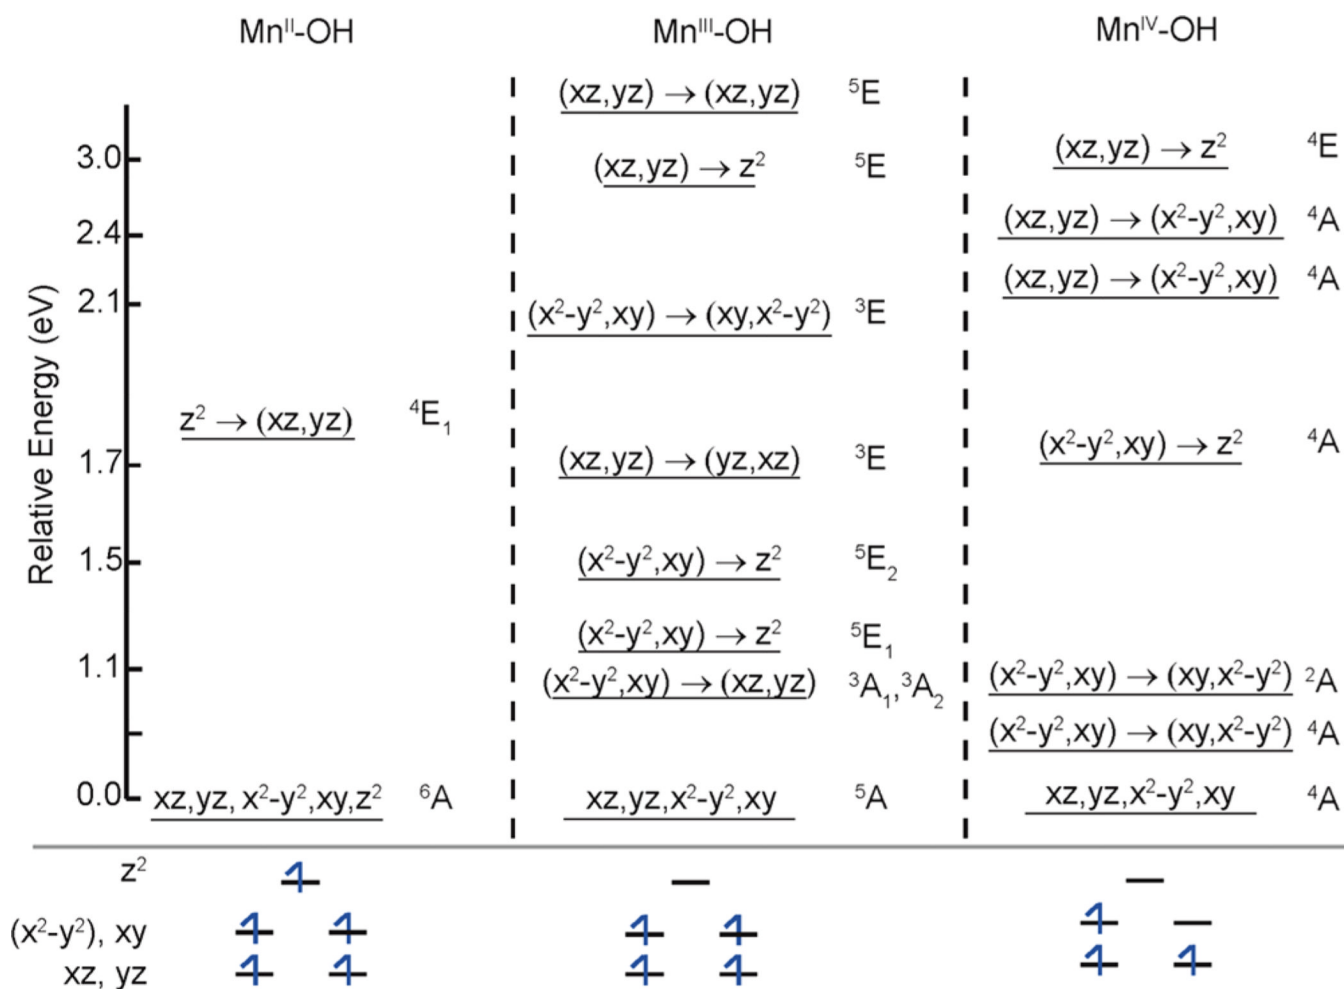 Mn^II-OH
Mn^III-OH
Mn^IV-OH
Relative Energy (eV)
3.0
2.4
2.1
1.7
1.5
1.1
0.0
z² → (xz,yz) ⁴E₁
xz,yz, x²-y²,xy,z² ⁶A
(xz,yz) → (xz,yz) ⁵E
(xz,yz) → z² ⁵E
(x²-y²,xy) → (xy,x²-y²) ³E
(xz,yz) → (yz,xz) ³E
(x²-y²,xy) → z² ⁵E₂
(x²-y²,xy) → z² ⁵E₁
(x²-y²,xy) → (xz,yz) ³A₁,³A₂
xz,yz,x²-y²,xy ⁵A
(xz,yz) → z² ⁴E
(xz,yz) → (x²-y²,xy) ⁴A
(xz,yz) → (x²-y²,xy) ⁴A
(x²-y²,xy) → z² ⁴A
(x²-y²,xy) → (xy,x²-y²) ²A
(x²-y²,xy) → (xy,x²-y²) ⁴A
xz,yz,x²-y²,xy ⁴A
z²
(x²-y²), xy
xz, yz